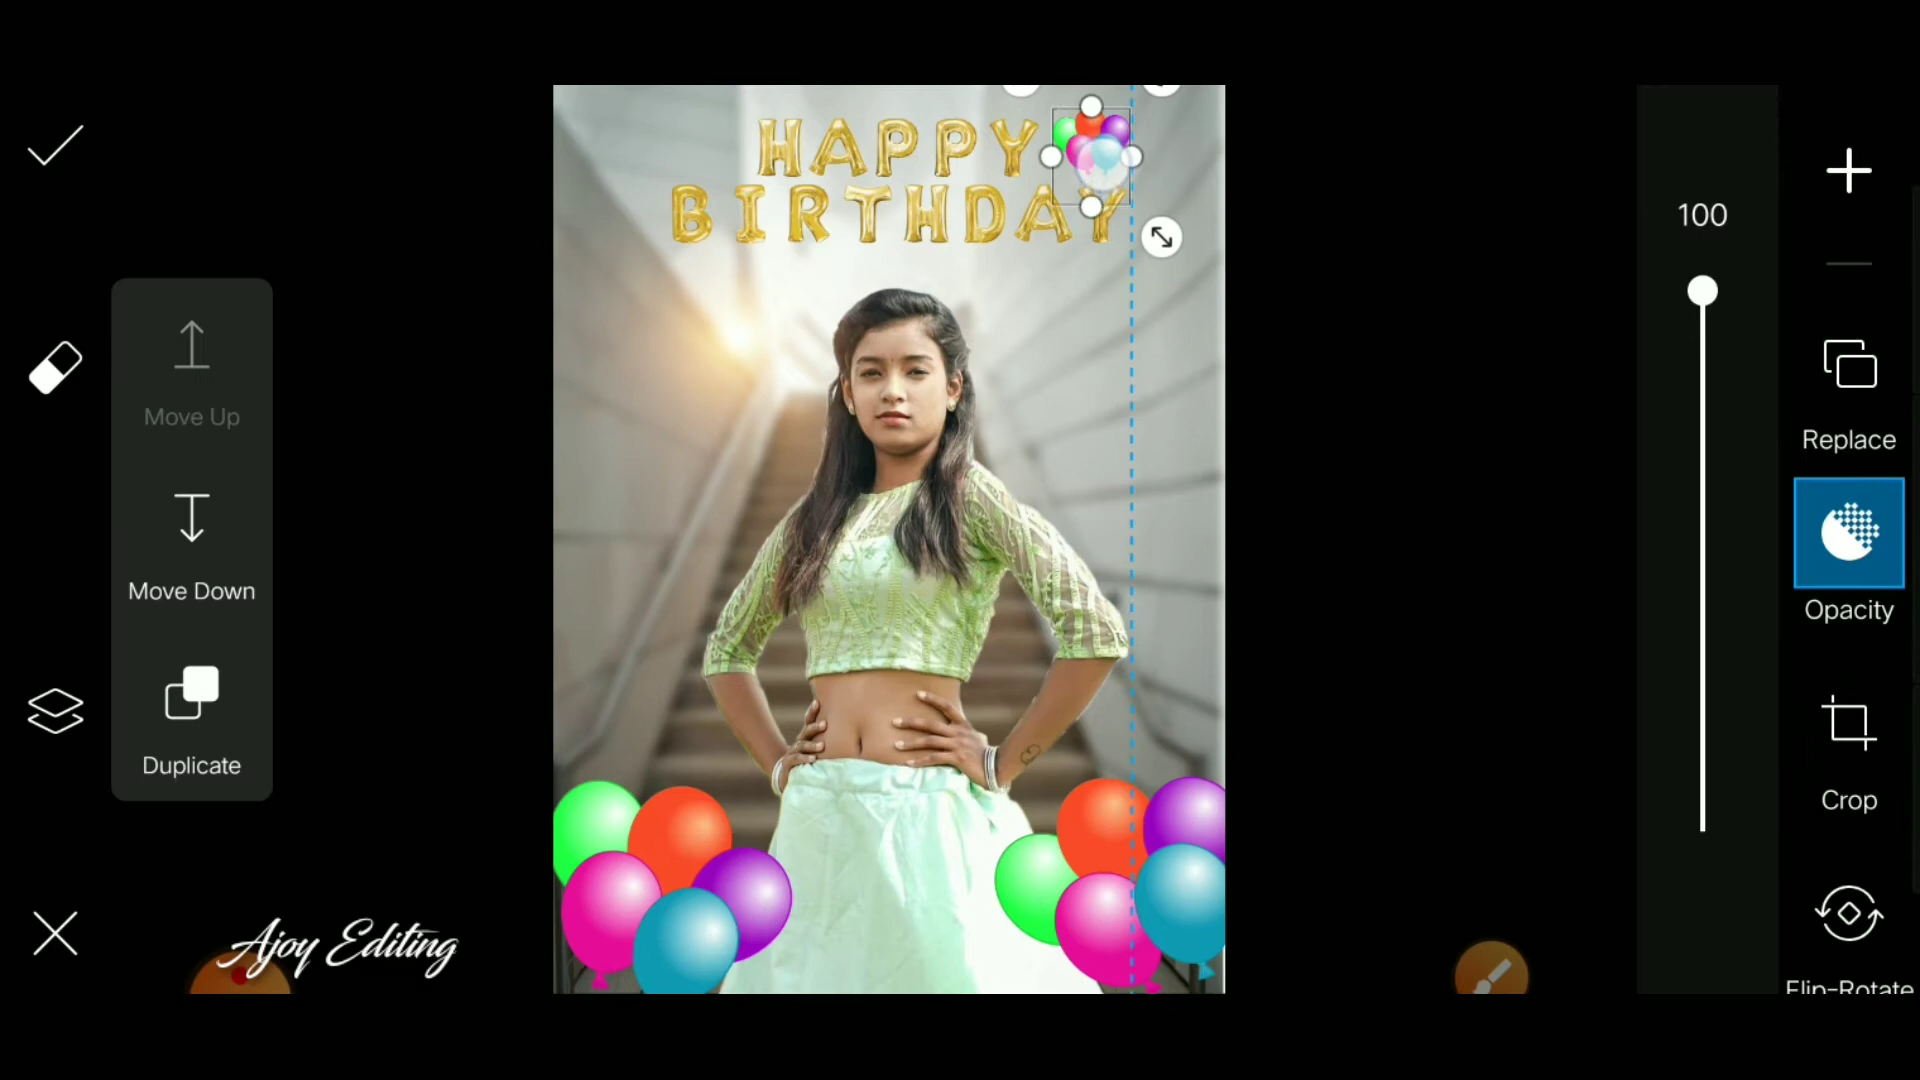 HAPPY
BIRTHDAY
100
Move Up
Replace
Move Down
Opacity
Duplicate
Crop
Ajoy Editing
Flip-Rotate